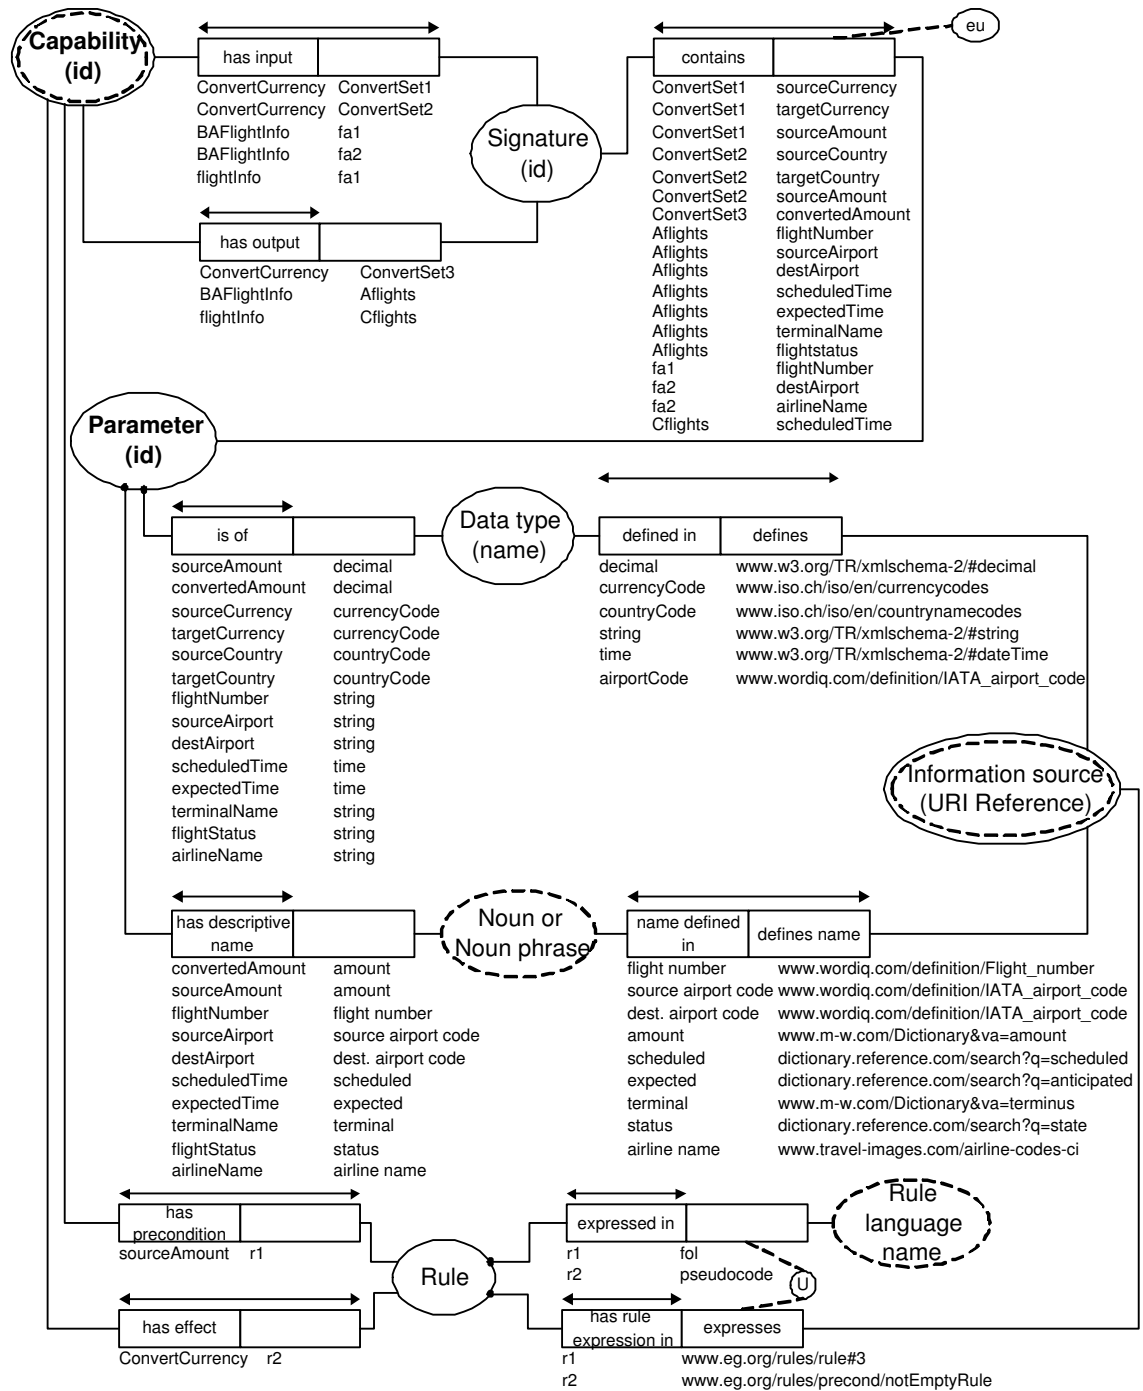 Capability
(id)
has input
ConvertCurrency ConvertSet1
ConvertCurrency ConvertSet2
BAFlightInfo fa1
BAFlightInfo fa2
flightInfo fa1
has output
ConvertCurrency ConvertSet3
BAFlightInfo Aflights
flightInfo Cflights
Signature
(id)
contains
eu
ConvertSet1 sourceCurrency
ConvertSet1 targetCurrency
ConvertSet1 sourceAmount
ConvertSet2 sourceCountry
ConvertSet2 targetCountry
ConvertSet2 sourceAmount
ConvertSet3 convertedAmount
Aflights flightNumber
Aflights sourceAirport
Aflights destAirport
Aflights scheduledTime
Aflights expectedTime
Aflights terminalName
Aflights flightstatus
fa1 flightNumber
fa2 destAirport
fa2 airlineName
Cflights scheduledTime
Parameter
(id)
is of
sourceAmount decimal
convertedAmount decimal
sourceCurrency currencyCode
targetCurrency currencyCode
sourceCountry countryCode
targetCountry countryCode
flightNumber string
sourceAirport string
destAirport string
scheduledTime time
expectedTime time
terminalName string
flightStatus string
airlineName string
Data type
(name)
defined in defines
decimal www.w3.org/TR/xmlschema-2/#decimal
currencyCode www.iso.ch/iso/en/currencycodes
countryCode www.iso.ch/iso/en/countrynamecodes
string www.w3.org/TR/xmlschema-2/#string
time www.w3.org/TR/xmlschema-2/#dateTime
airportCode www.wordiq.com/definition/IATA_airport_code
Information source
(URI Reference)
has descriptive
name
convertedAmount amount
sourceAmount amount
flightNumber flight number
sourceAirport source airport code
destAirport dest. airport code
scheduledTime scheduled
expectedTime expected
terminalName terminal
flightStatus status
airlineName airline name
Noun or
Noun phrase
name defined
in
defines name
flight number www.wordiq.com/definition/Flight_number
source airport code www.wordiq.com/definition/IATA_airport_code
dest. airport code www.wordiq.com/definition/IATA_airport_code
amount www.m-w.com/Dictionary&va=amount
scheduled dictionary.reference.com/search?q=scheduled
expected dictionary.reference.com/search?q=anticipated
terminal www.m-w.com/Dictionary&va=terminus
status dictionary.reference.com/search?q=state
airline name www.travel-images.com/airline-codes-ci
has
precondition
sourceAmount r1
has effect
ConvertCurrency r2
Rule
expressed in
r1 fol
r2 pseudocode
Rule
language
name
U
has rule
expression in
expresses
r1 www.eg.org/rules/rule#3
r2 www.eg.org/rules/precond/notEmptyRule